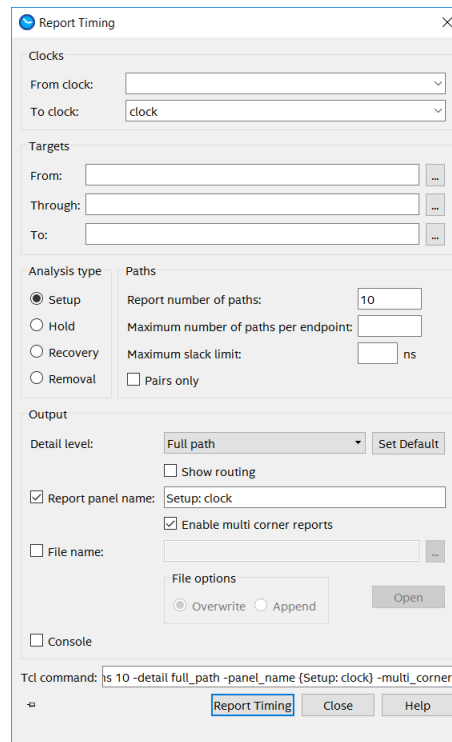 Report Timing
Clocks
From clock:
To clock: clock
Targets
From: ...
Through: ...
To: ...
Analysis type Paths
Setup Report number of paths: 10
Hold Maximum number of paths per endpoint:
Recovery Maximum slack limit: ns
Removal Pairs only
Output
Detail level: Full path Set Default
Show routing
Report panel name: Setup: clock
Enable multi corner reports
File name: ...
File options
Overwrite Append Open
Console
Tcl command: 10 -detail full_path -panel_name {Setup: clock} -multi_corner
Report Timing Close Help